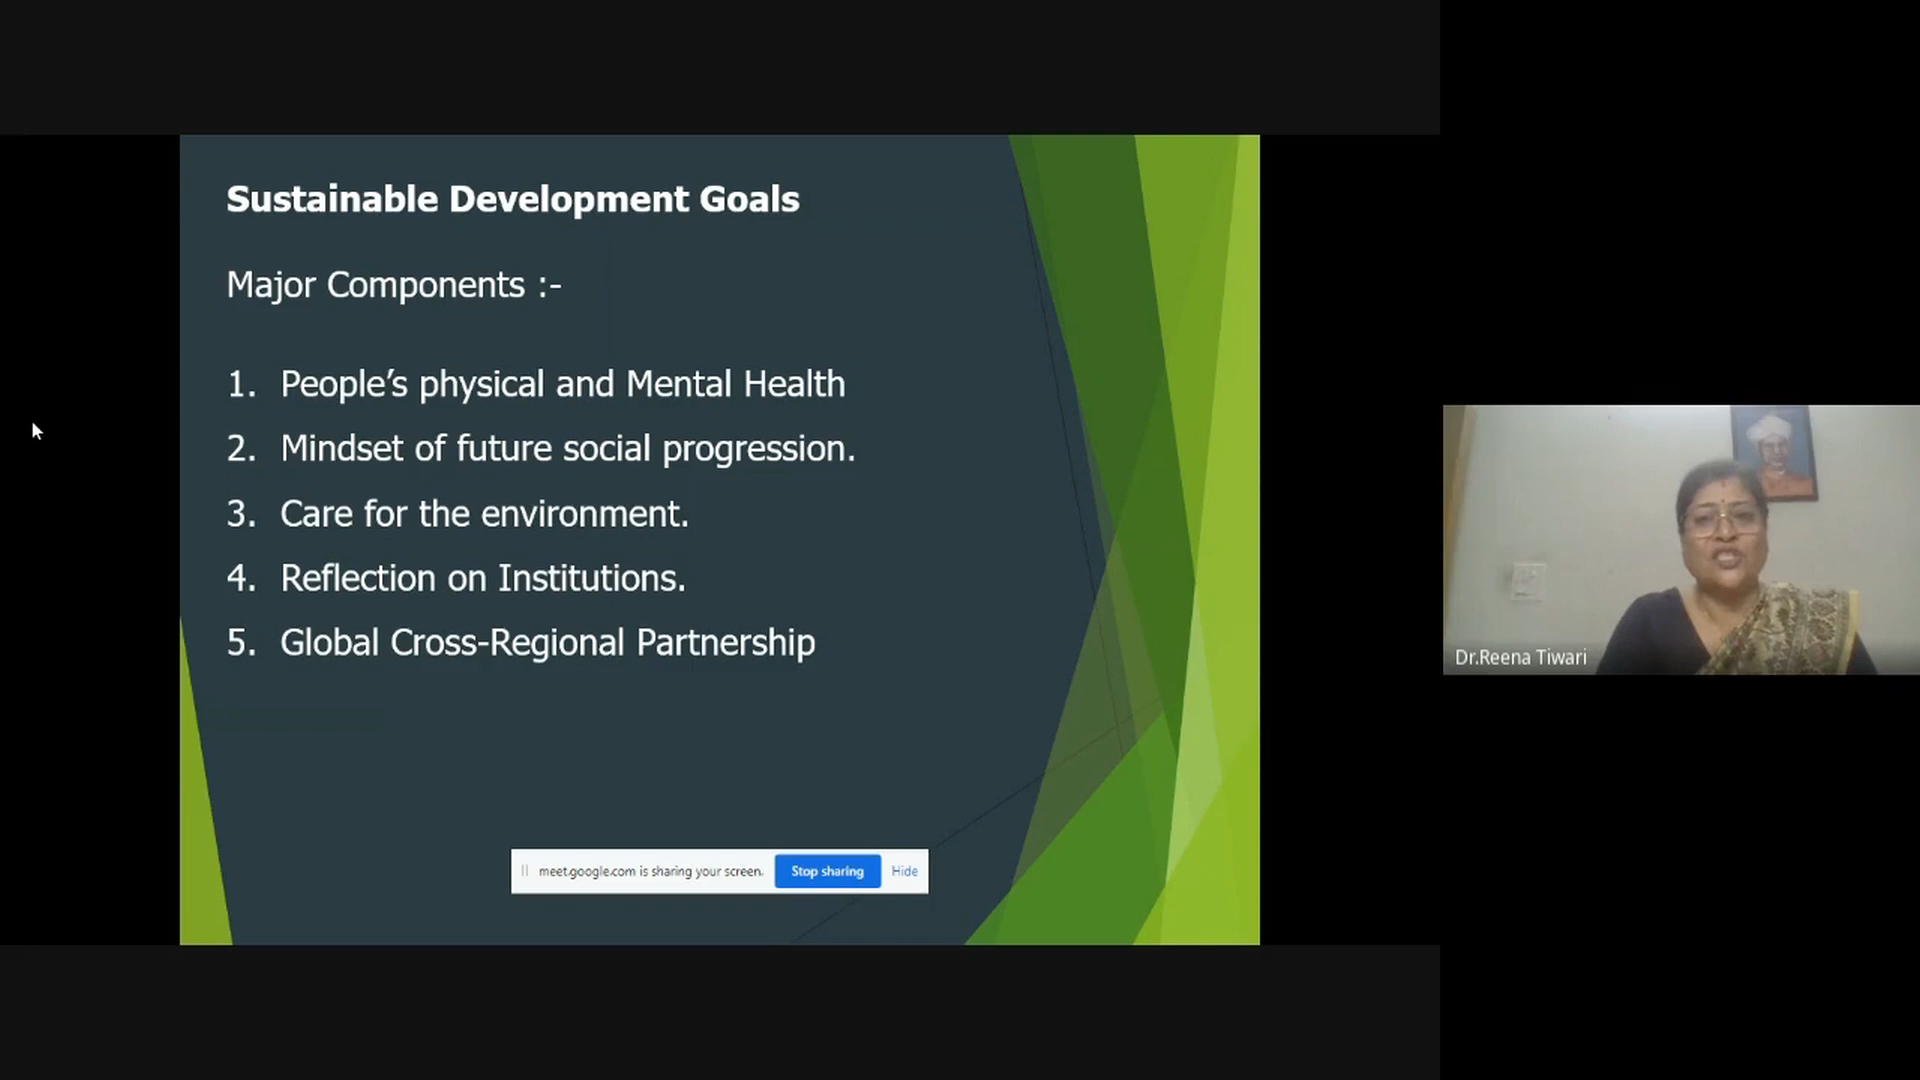 Sustainable Development Goals
Major Components :-
1. People’s physical and Mental Health
2. Mindset of future social progression.
3. Care for the environment.
4. Reflection on Institutions.
5. Global Cross-Regional Partnership
meet.google.com is sharing your screen. Stop sharing Hide
Dr.Reena Tiwari